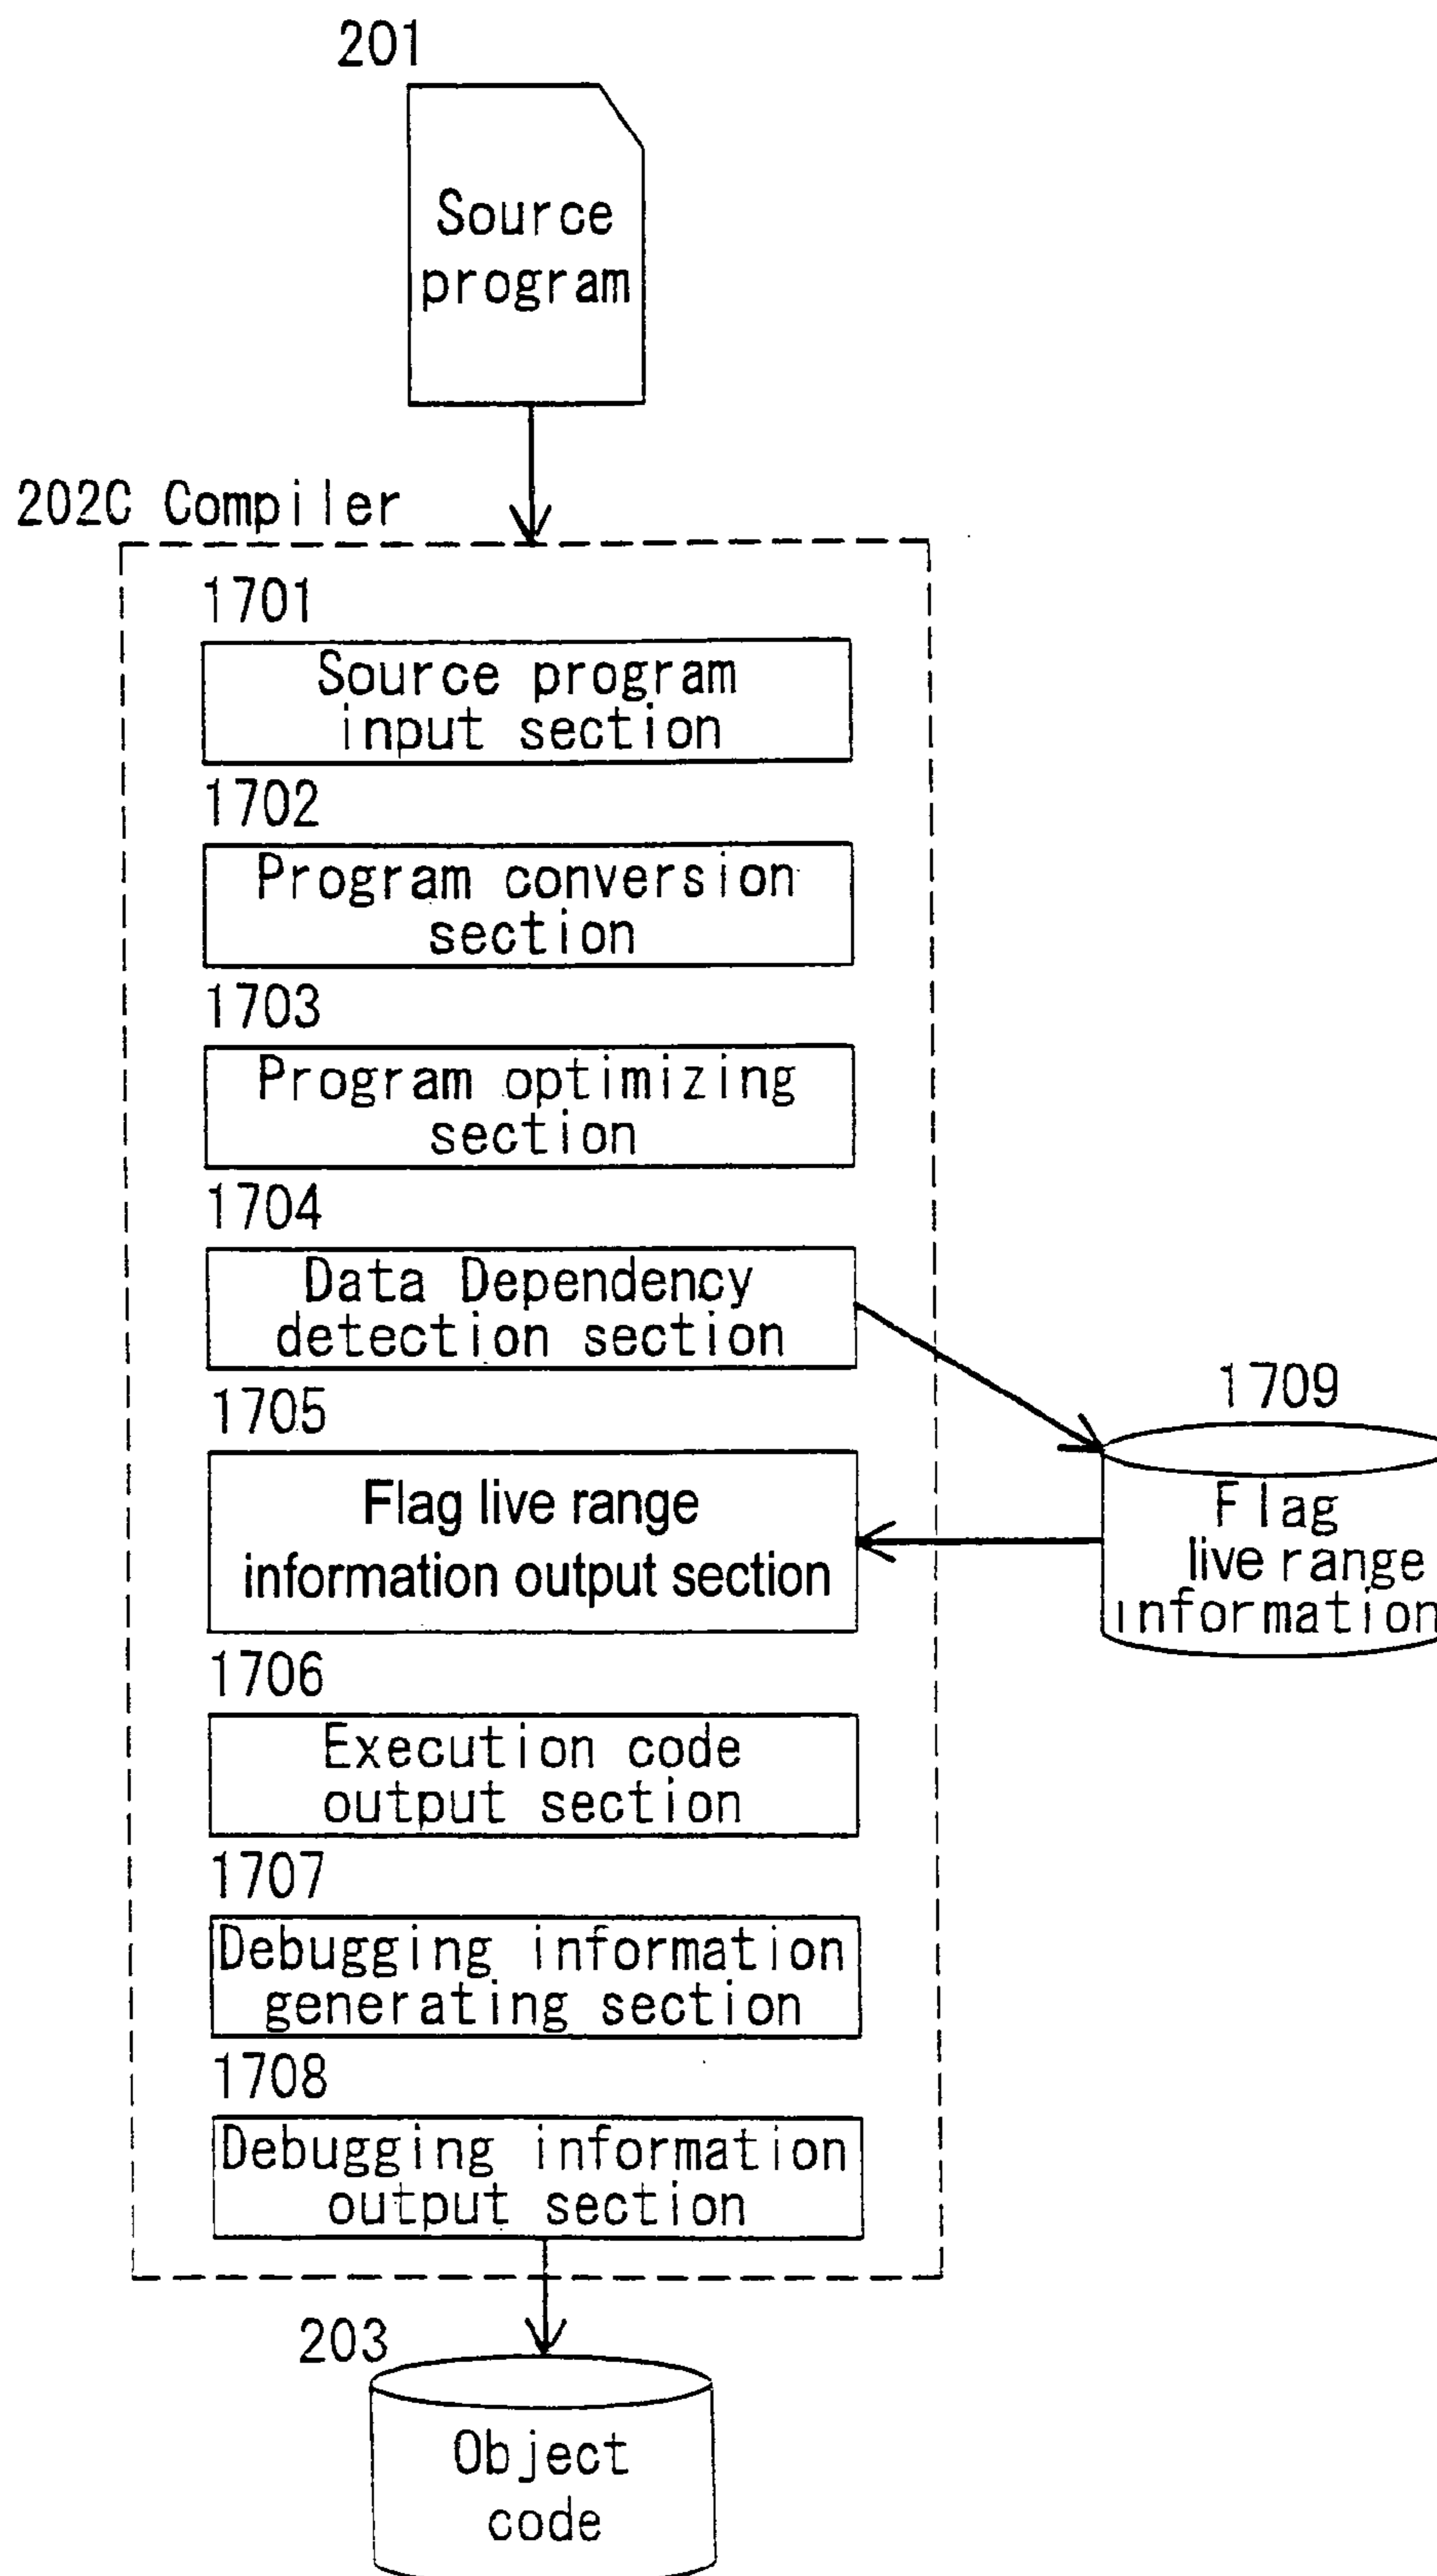 201
Source
program
202C Compiler
1701
Source program
input section
1702
Program conversion
section
1703
Program optimizing
section
1704
Data Dependency
detection section
1705
Flag live range
information output section
1709
Flag
live range
information
1706
Execution code
output section
1707
Debugging information
generating section
1708
Debugging information
output section
203
Object
code